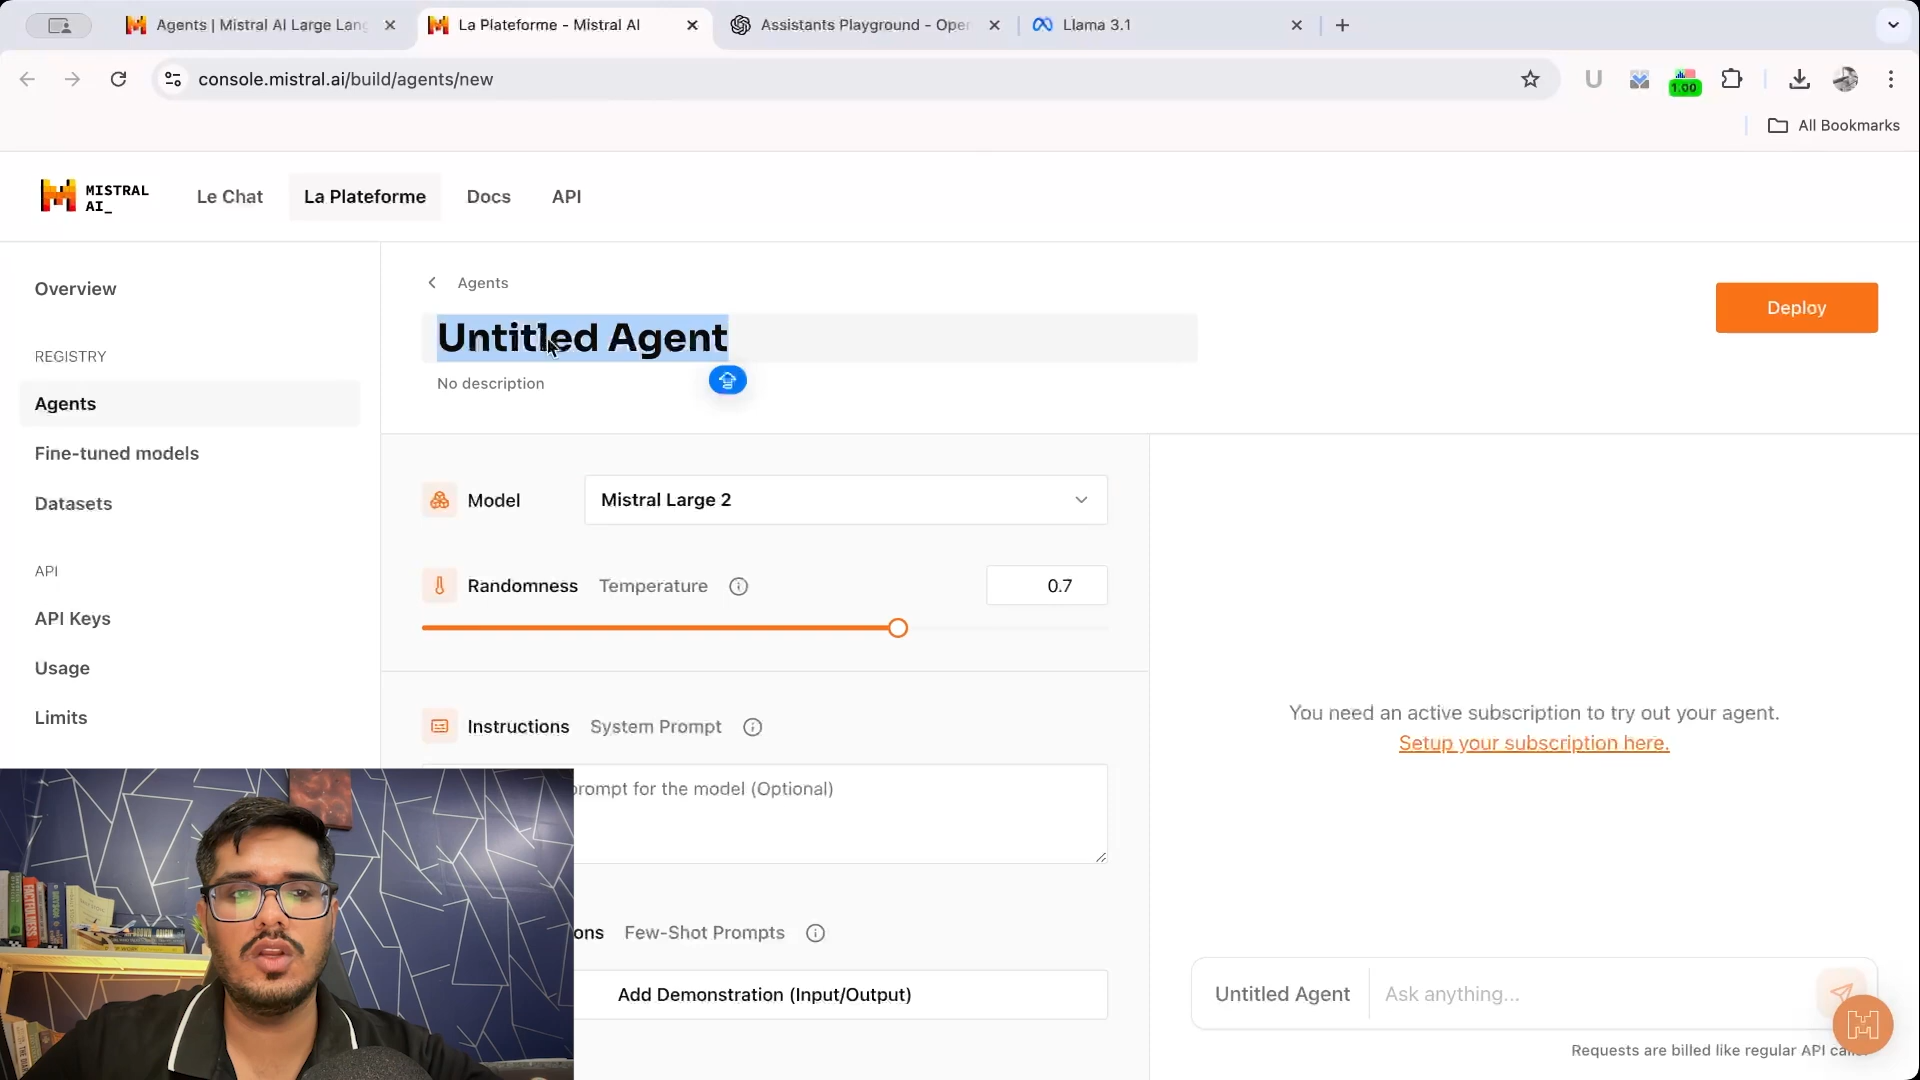 Agents | Mistral AI Large Lang
La Plateforme - Mistral AI
Assistants Playground - Open
Llama 3.1
console.mistral.ai/build/agents/new
1.00
All Bookmarks
MISTRAL
AI_
Le Chat
La Plateforme
Docs
API
Overview
REGISTRY
Agents
Fine-tuned models
Datasets
API
API Keys
Usage
Limits
Agents
Untitled Agent
No description
Deploy
Model
Mistral Large 2
Randomness Temperature
0.7
Instructions System Prompt
prompt for the model (Optional)
ons Few-Shot Prompts
Add Demonstration (Input/Output)
You need an active subscription to try out your agent.
Setup your subscription here.
Untitled Agent
Ask anything...
Requests are billed like regular API